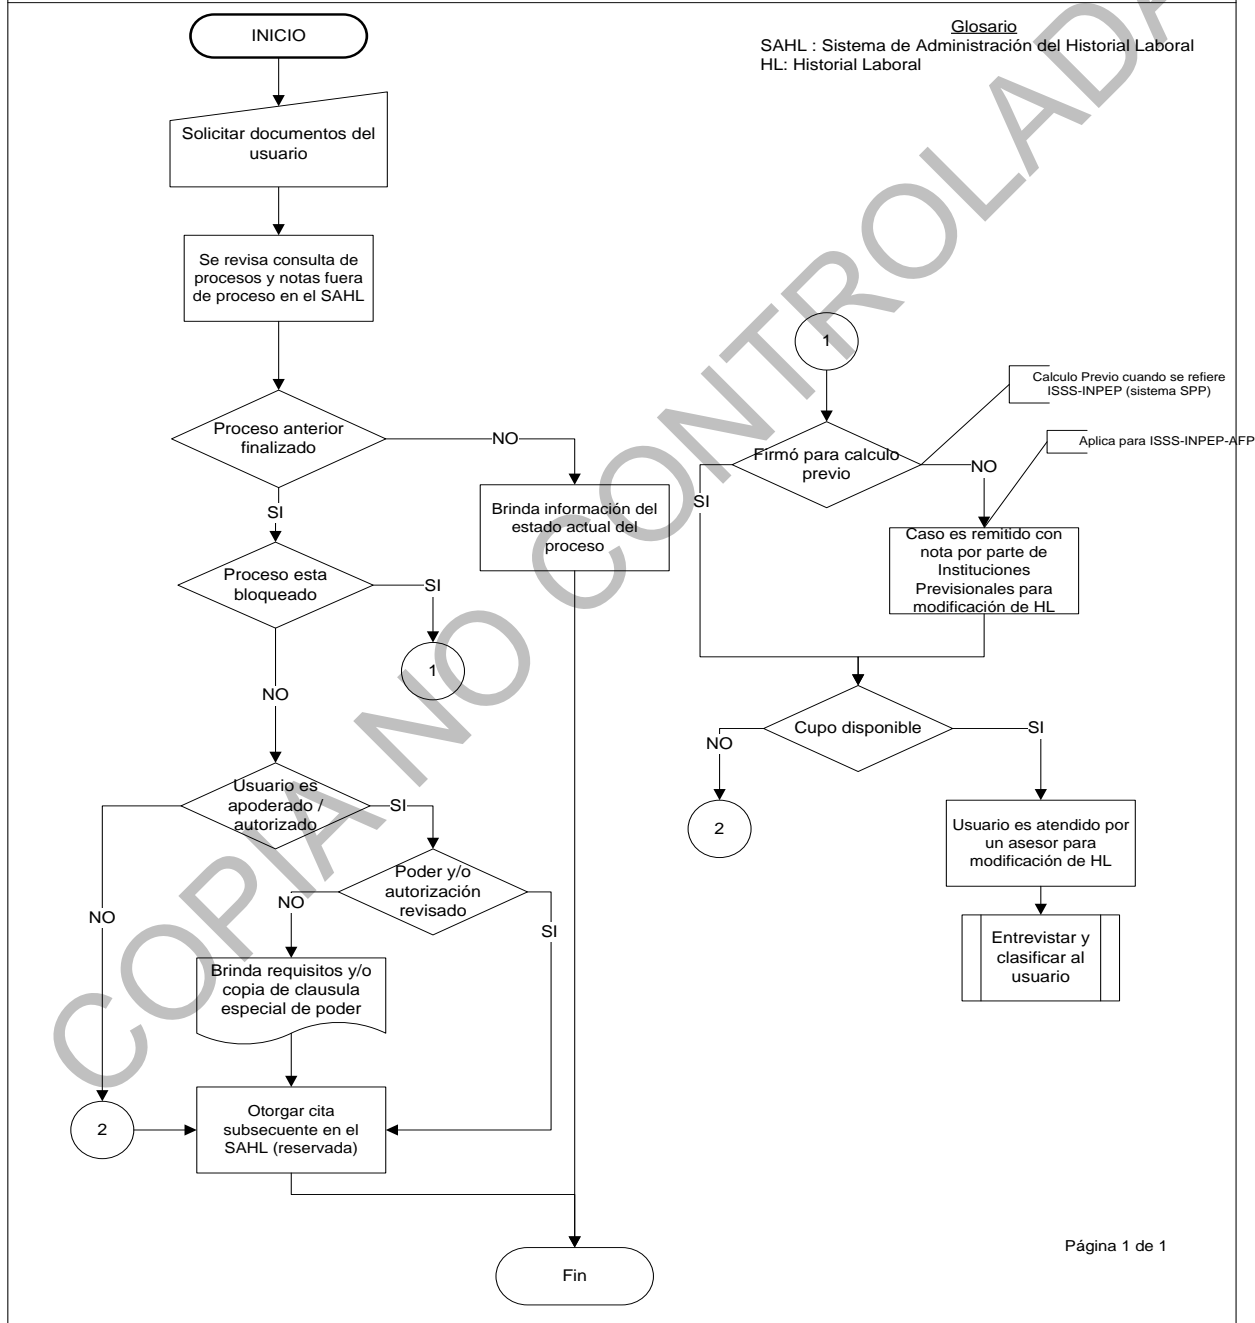 INICIO
Glosario
SAHL : Sistema de Administración del Historial Laboral
HL: Historial Laboral
Solicitar documentos del
usuario
Se revisa consulta de
procesos y notas fuera
de proceso en el SAHL
Proceso anterior
finalizado
NO
SI
Brinda información del
estado actual del
proceso
Proceso esta
bloqueado
SI
1
NO
Usuario es
apoderado /
autorizado
SI
NO
Poder y/o
autorización
revisado
NO
SI
Brinda requisitos y/o
copia de clausula
especial de poder
2
Otorgar cita
subsecuente en el
SAHL (reservada)
Fin
1
Calculo Previo cuando se refiere
ISSS-INPEP (sistema SPP)
Aplica para ISSS-INPEP-AFP
Firmó para calculo
previo
NO
SI
Caso es remitido con
nota por parte de
Instituciones
Previsionales para
modificación de HL
Cupo disponible
NO
SI
2
Usuario es atendido por
un asesor para
modificación de HL
Entrevistar y
clasificar al
usuario
Página 1 de 1
COPIA NO CONTROLADA